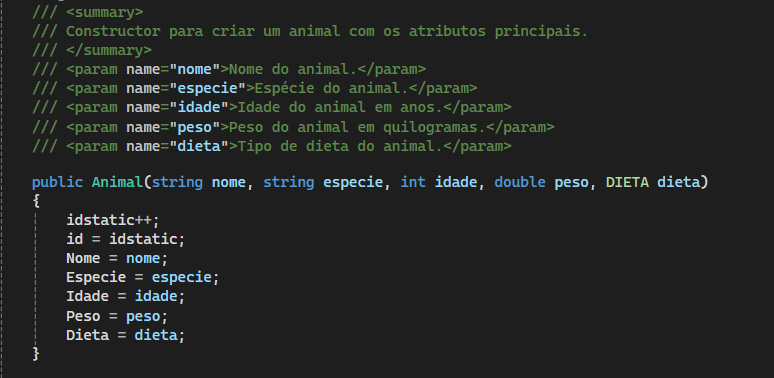 /// <summary>
/// Constructor para criar um animal com os atributos principais.
/// </summary>
/// <param name="nome">Nome do animal.</param>
/// <param name="especie">Espécie do animal.</param>
/// <param name="idade">Idade do animal em anos.</param>
/// <param name="peso">Peso do animal em quilogramas.</param>
/// <param name="dieta">Tipo de dieta do animal.</param>
public Animal(string nome, string especie, int idade, double peso, DIETA dieta)
{
idstatic++;
id = idstatic;
Nome = nome;
Especie = especie;
Idade = idade;
Peso = peso;
Dieta = dieta;
}